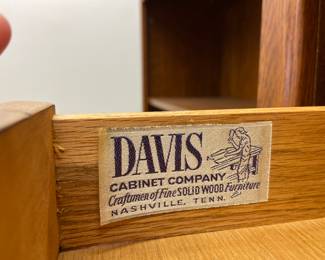 DAVIS
CABINET COMPANY
Craftsmen of Fine SOLID WOOD Furniture
NASHVILLE, TENN.